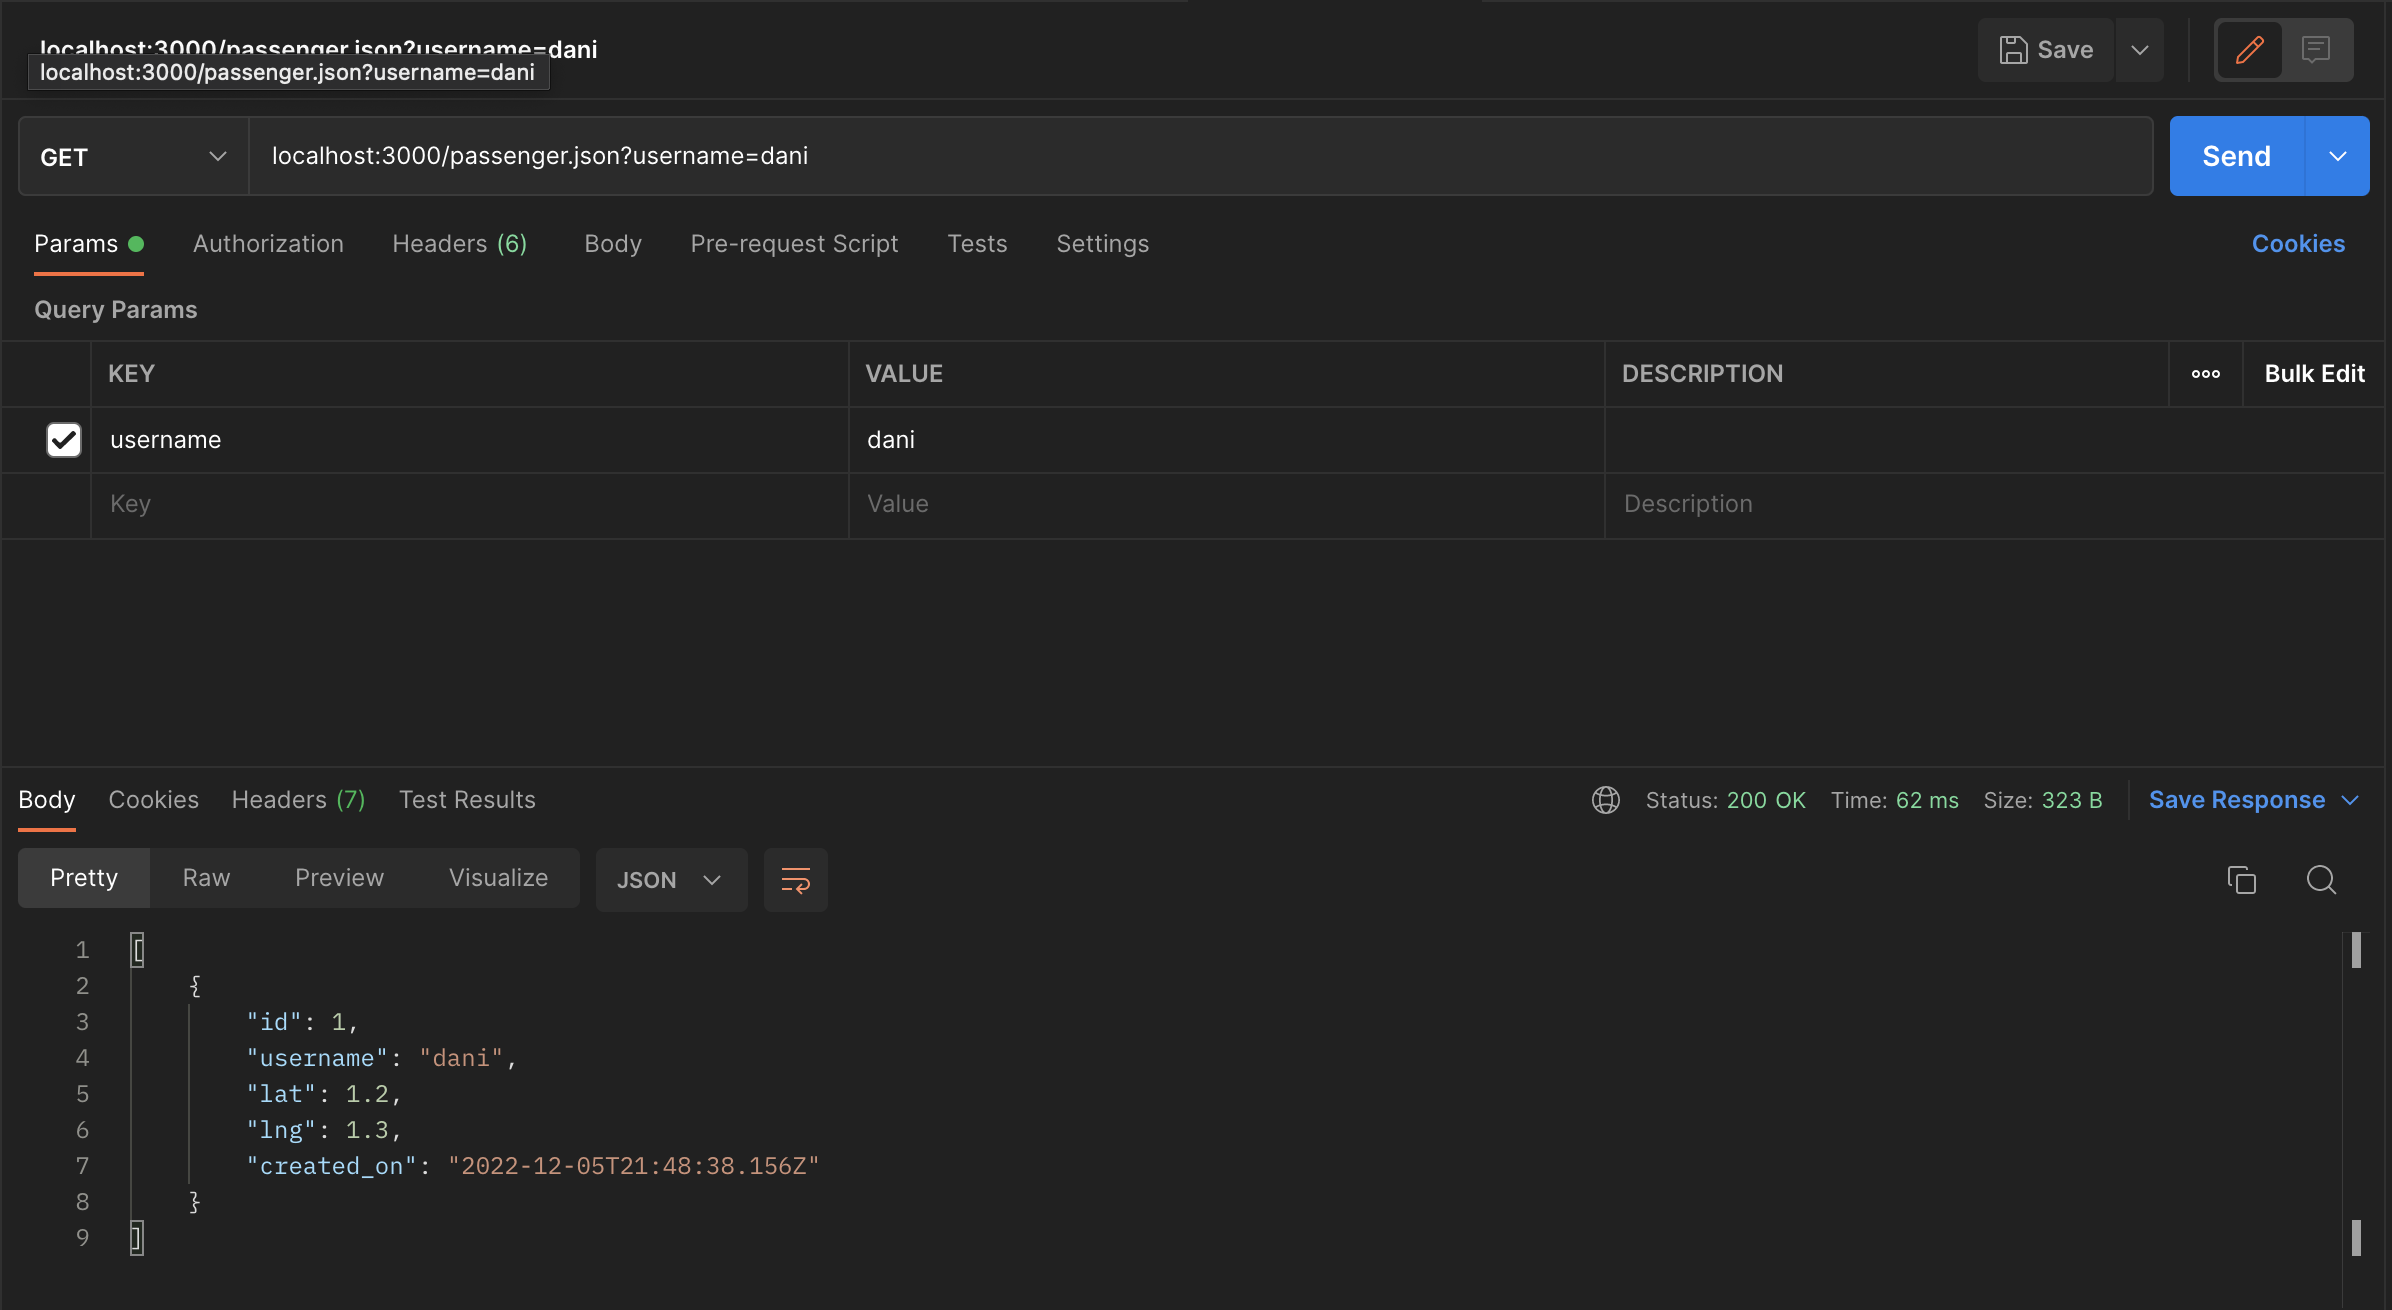 localhost:3000/passenger.json?username=dani
localhost:3000/passenger.json?username=dani
Save
GET
localhost:3000/passenger.json?username=dani
Send
Params
Authorization
Headers (6)
Body
Pre-request Script
Tests
Settings
Cookies
Query Params
KEY
VALUE
DESCRIPTION
Bulk Edit
username
dani
Key
Value
Description
Body
Cookies
Headers (7)
Test Results
Status: 200 OK
Time: 62 ms
Size: 323 B
Save Response
Pretty
Raw
Preview
Visualize
JSON
1 [
2 {
3 "id": 1,
4 "username": "dani",
5 "lat": 1.2,
6 "lng": 1.3,
7 "created_on": "2022-12-05T21:48:38.156Z"
8 }
9 ]